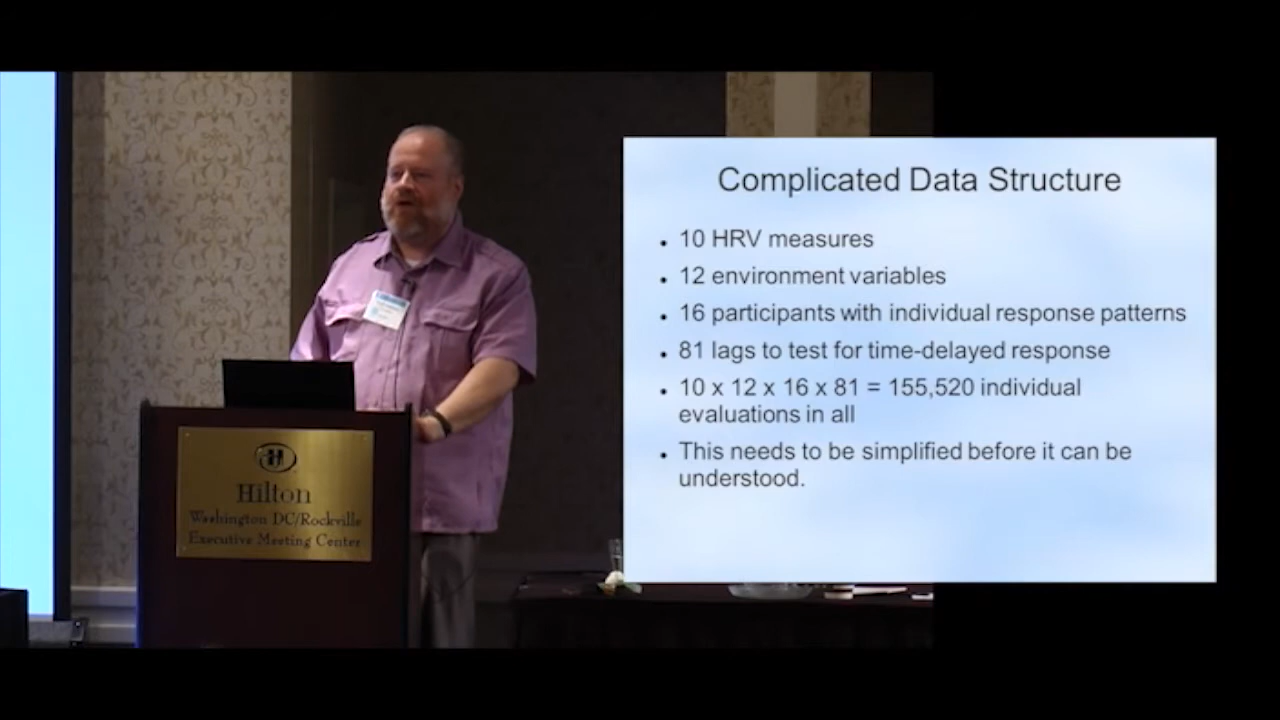 Complicated Data Structure
10 HRV measures
12 environment variables
16 participants with individual response patterns
81 lags to test for time-delayed response
10 x 12 x 16 x 81 = 155,520 individual
evaluations in all
This needs to be simplified before it can be
understood.
Hilton
Washington DC/Rockville
Executive Meeting Center